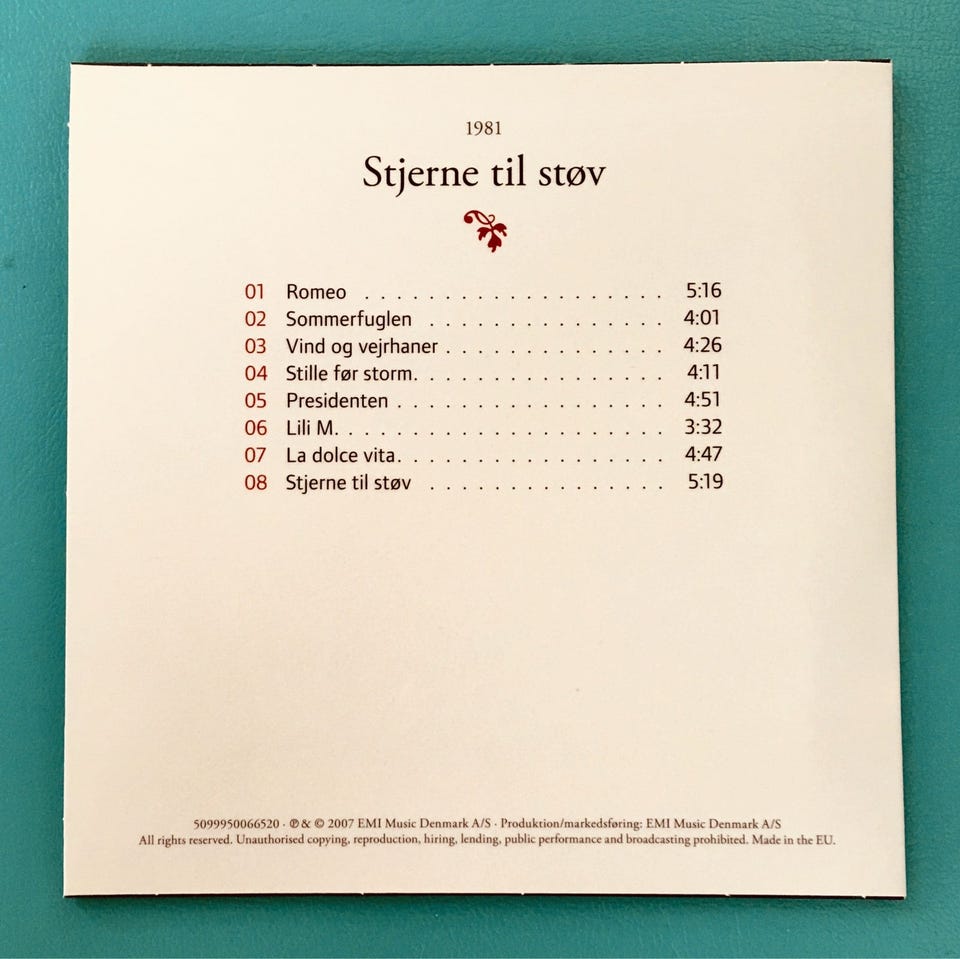 1981
Stjerne til støv
01 Romeo . . . . . . . . . . . . . . . . . . . 5:16
02 Sommerfuglen . . . . . . . . . . . . . . . 4:01
03 Vind og vejrhaner . . . . . . . . . . . . . . 4:26
04 Stille før storm. . . . . . . . . . . . . . . . 4:11
05 Presidenten . . . . . . . . . . . . . . . . . 4:51
06 Lili M. . . . . . . . . . . . . . . . . . . . . 3:32
07 La dolce vita. . . . . . . . . . . . . . . . . 4:47
08 Stjerne til støv . . . . . . . . . . . . . . . 5:19
5099950066520 · ℗ & © 2007 EMI Music Denmark A/S · Produktion/markedsføring: EMI Music Denmark A/S
All rights reserved. Unauthorised copying, reproduction, hiring, lending, public performance and broadcasting prohibited. Made in the EU.